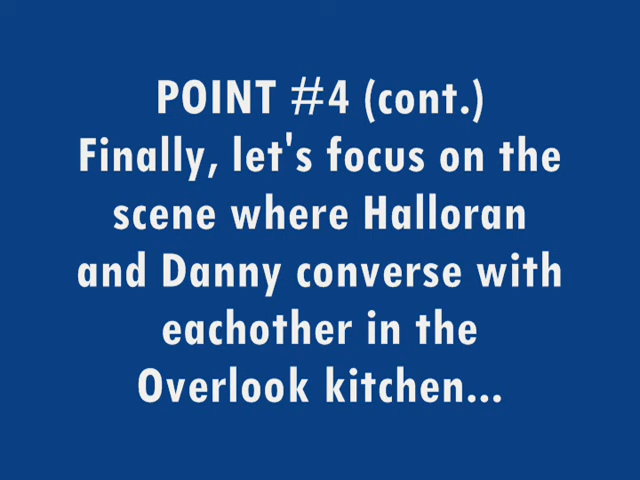 POINT #4 (cont.)
Finally, let's focus on the
scene where Halloran
and Danny converse with
eachother in the
Overlook kitchen...